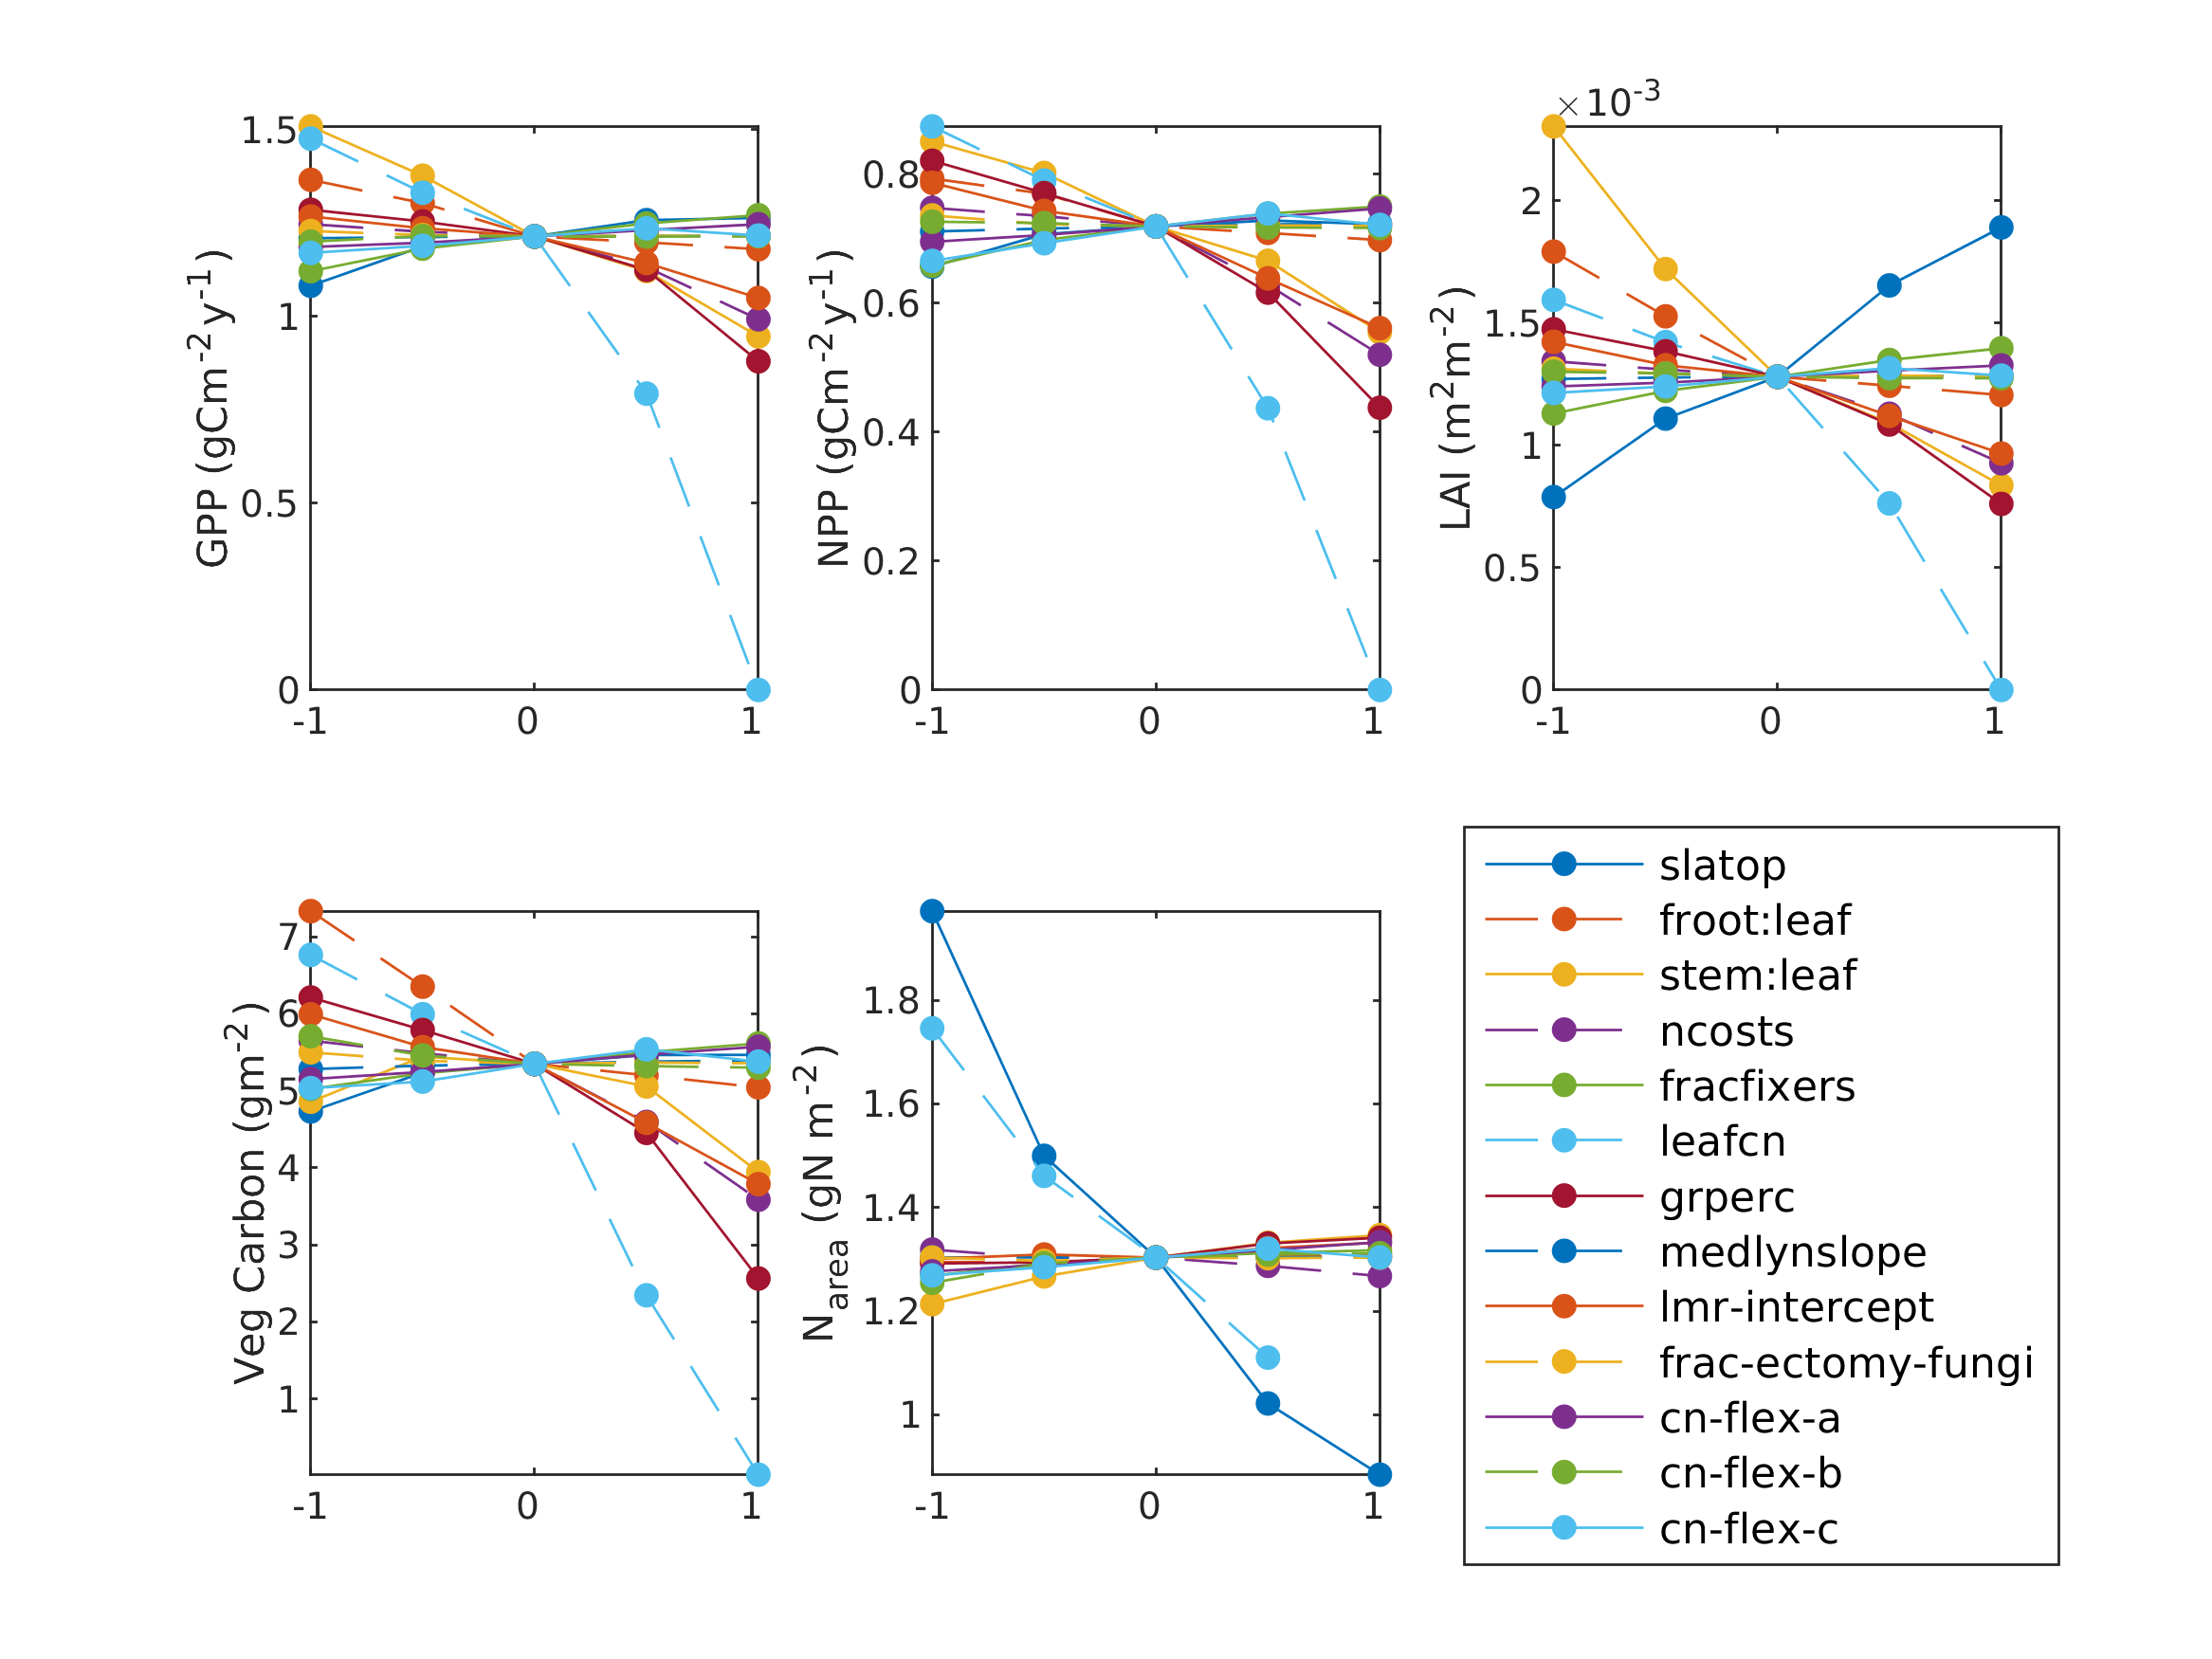 ×10-3
1.5
1
0.5
0
GPP (gCm-2y-1)
-1 0 1
0.8
0.6
0.4
0.2
0
NPP (gCm-2y-1)
-1 0 1
2
1.5
1
0.5
0
LAI (m2m-2)
-1 0 1
7
6
5
4
3
2
1
Veg Carbon (gm-2)
-1 0 1
1.8
1.6
1.4
1.2
1
Narea (gN m-2)
-1 0 1
slatop
froot:leaf
stem:leaf
ncosts
fracfixers
leafcn
grperc
medlynslope
lmr-intercept
frac-ectomy-fungi
cn-flex-a
cn-flex-b
cn-flex-c